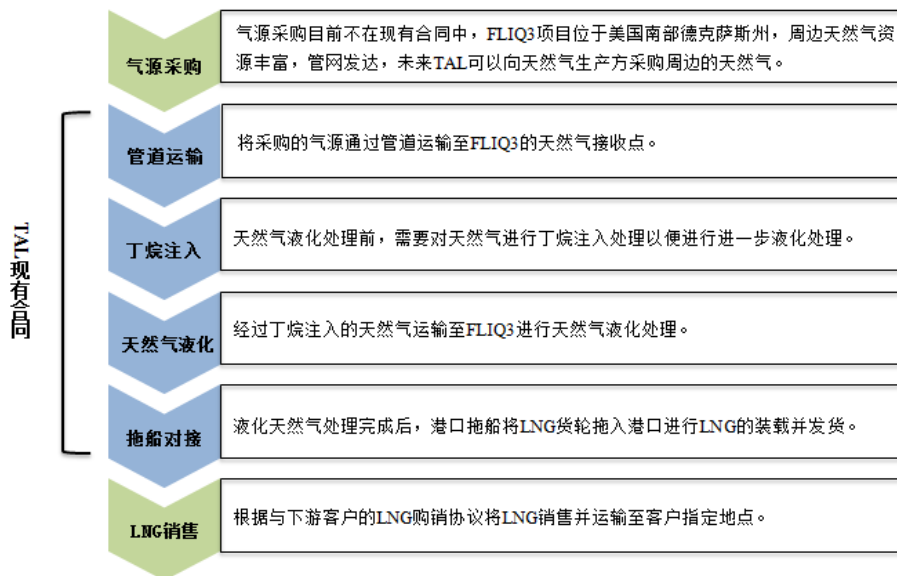 气源采购目前不在现有合同中，FLIQ3项目位于美国南部德克萨斯州，周边天然气资
源丰富，管网发达，未来TAL可以向天然气生产方采购周边的天然气。
气源采购
管道运输
将采购的气源通过管道运输至FLIQ3的天然气接收点。
TAL现有合同
丁烷注入
天然气液化处理前，需要对天然气进行丁烷注入处理以便进行进一步液化处理。
天然气液化
经过丁烷注入的天然气运输至FLIQ3进行天然气液化处理。
拖船对接
液化天然气处理完成后，港口拖船将LNG货轮拖入港口进行LNG的装载并发货。
LNG销售
根据与下游客户的LNG购销协议将LNG销售并运输至客户指定地点。